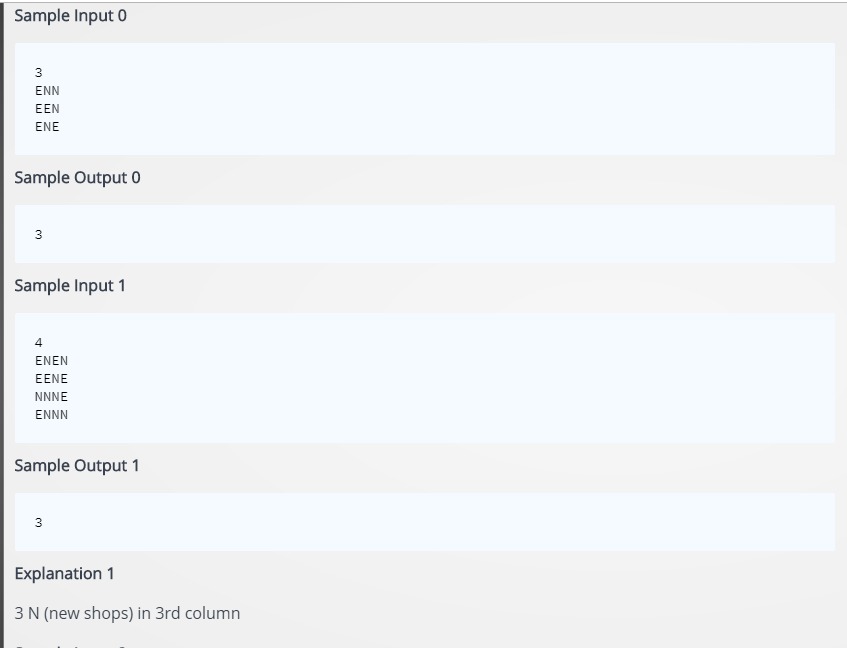 Sample Input 0
3
ENN
EEN
ENE
Sample Output 0
3
Sample Input 1
4
ENEN
EENE
NNNE
ENNN
Sample Output 1
3
Explanation 1
3 N (new shops) in 3rd column